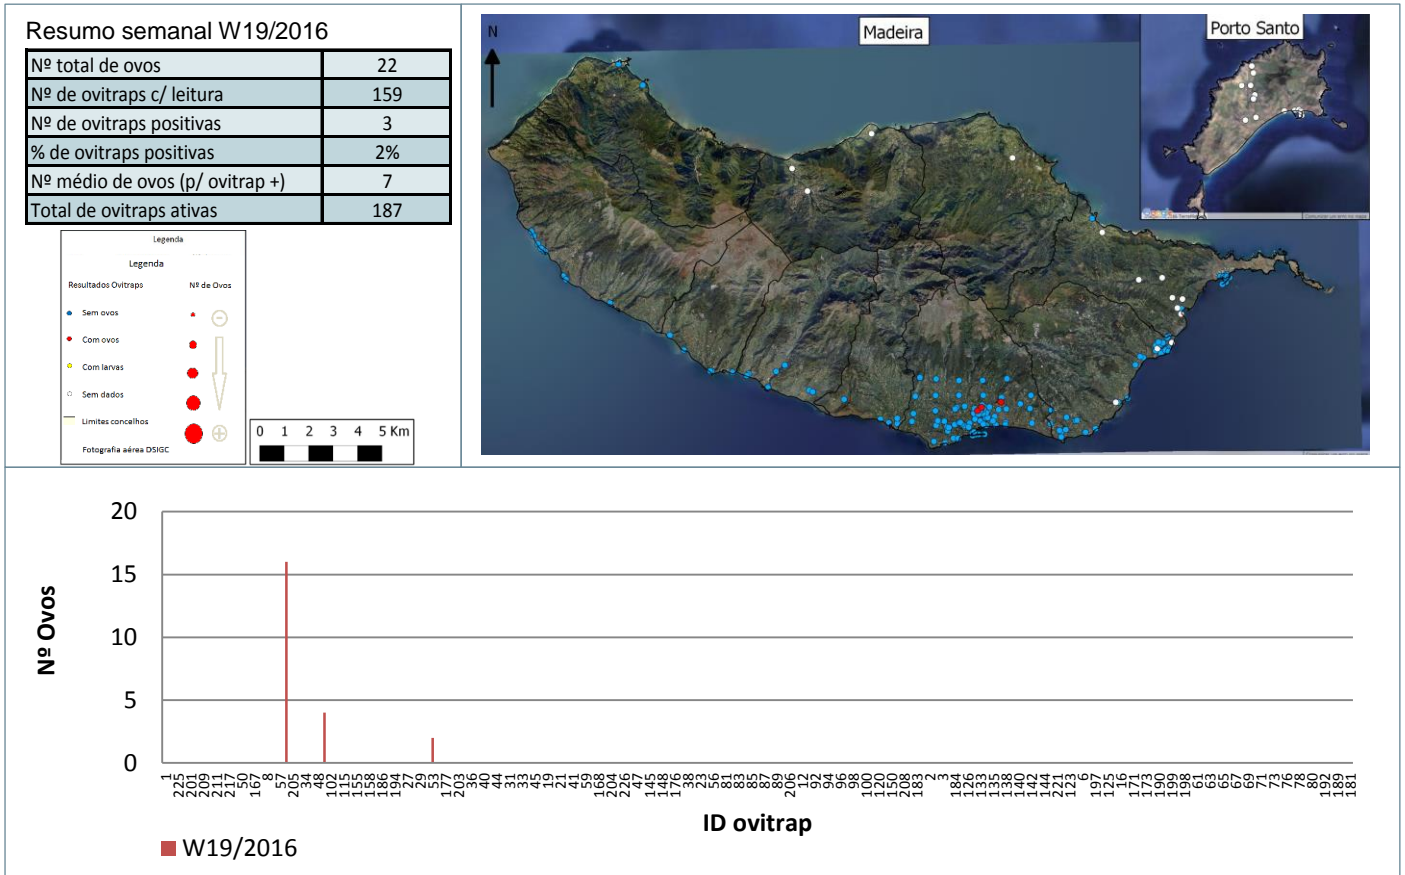 Resumo semanal W19/2016
Nº total de ovos 22
Nº de ovitraps c/ leitura 159
Nº de ovitraps positivas 3
% de ovitraps positivas 2%
Nº médio de ovos (p/ ovitrap +) 7
Total de ovitraps ativas 187
Legenda
Legenda
Resultados Ovitraps Nº de Ovos
Sem ovos
Com ovos
Com larvas
Sem dados
Limites concelhos
Fotografia aérea DSIGC
0 1 2 3 4 5 Km
N
Madeira
Porto Santo
20
15
10
5
0
Nº Ovos
1 225 201 209 211 217 50 167 8 57 205 34 48 102 115 155 158 186 194 27 29 53 177 203 36 40 44 31 33 45 19 21 41 59 168 204 226 47 145 148 176 38 23 56 81 83 85 87 89 206 12 92 94 96 98 100 120 150 208 183 2 3 184 126 133 135 138 140 142 144 221 123 6 197 125 16 171 173 190 199 198 61 63 65 67 69 71 73 76 78 80 192 189 181
ID ovitrap
W19/2016